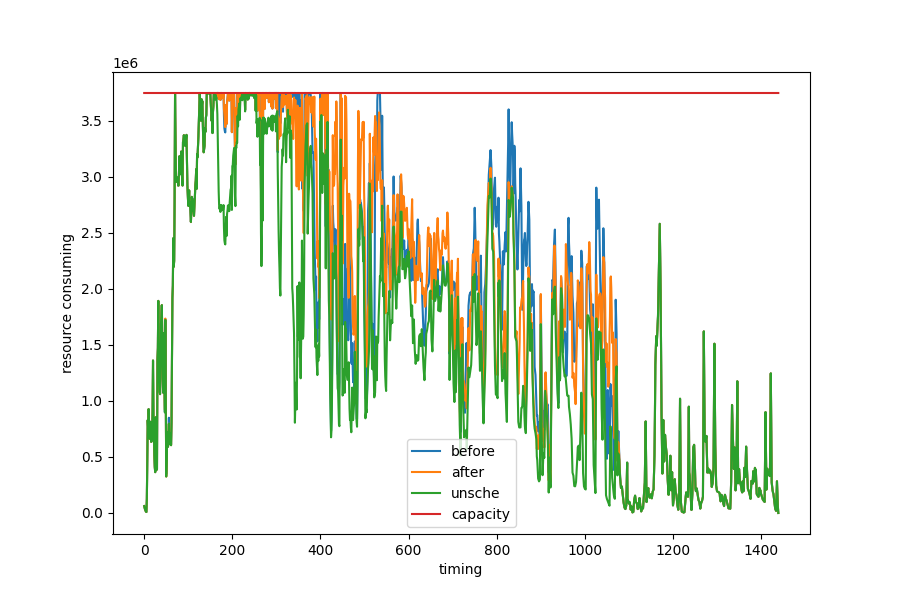 1e6
3.5
3.0
2.5
2.0
1.5
1.0
0.5
0.0
resource consuming
0 200 400 600 800 1000 1200 1400
timing
before
after
unsche
capacity